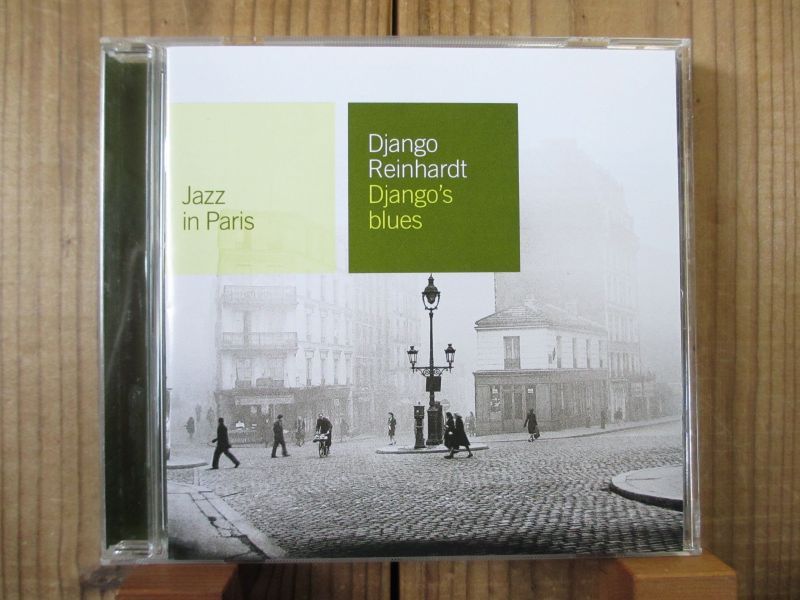 Jazz
in Paris
Django
Reinhardt
Django's
blues